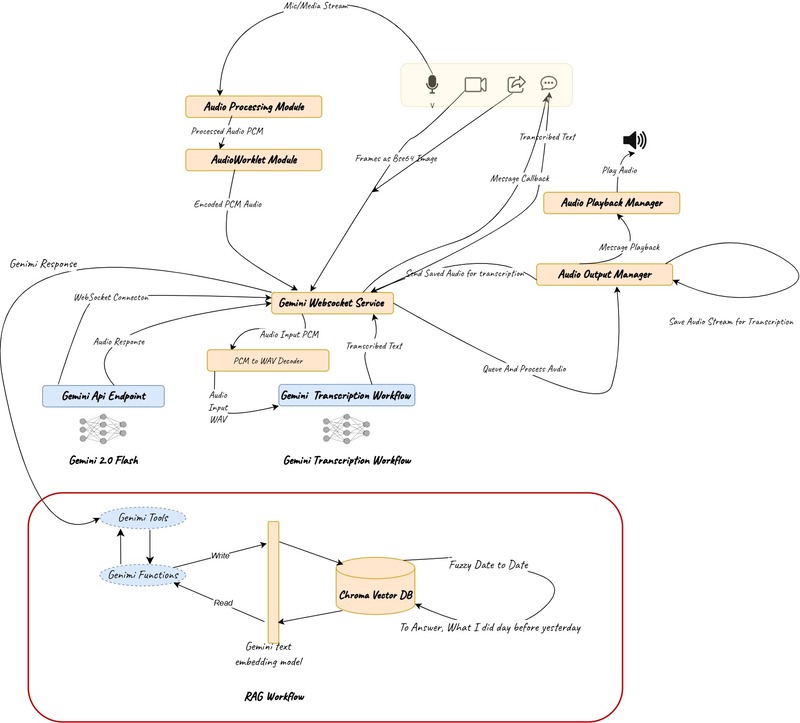 Mic/Media Stream
Audio Processing Module
v
Processed Audio PCM
Transcribed Text
AudioWorklet Module
Frames as Bse64 Image
Play Audio
Message Callback
Encoded PCM Audio
Audio Playback Manager
Message Playback
Genimi Response
Send Saved Audio for transcription
Audio Output Manager
WebSocket Connecton
Gemini Websocket Service
Save Audio Stream for Transcription
Audio Response
Audio Input PCM
Transcribed Text
PCM to WAV Decoder
Queue And Process Audio
Gemini Api Endpoint
Audio
Input
WAV
Gemini Transcription Workflow
Gemini 2.0 Flash
Gemini Transcription Workflow
Genimi Tools
Write
Fuzzy Date to Date
Genimi Functions
Chroma Vector DB
Read
To Answer, What I did day before yesterday
Gemini text
embedding model
RAG Workflow